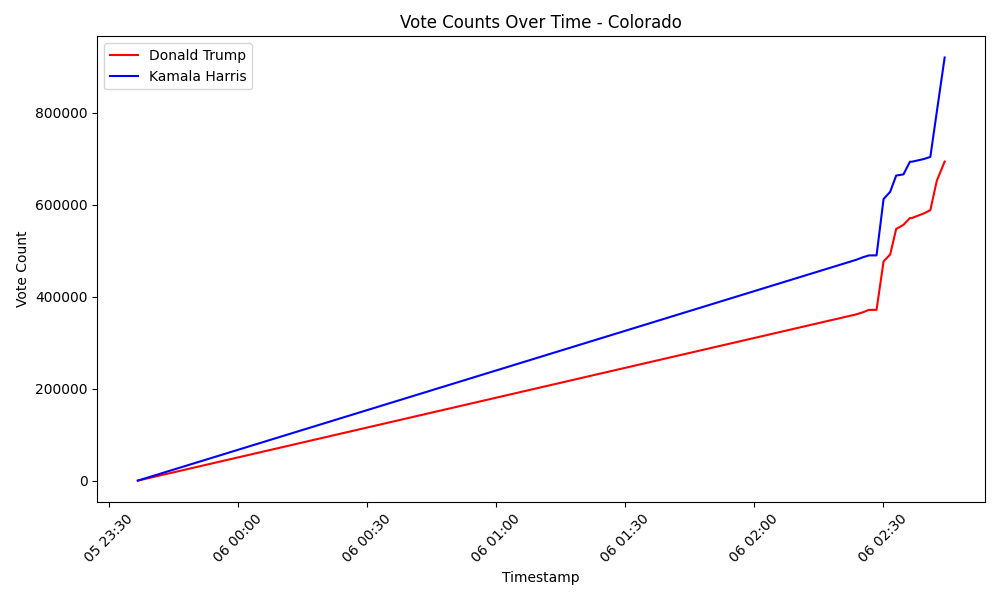 Vote Counts Over Time - Colorado
Donald Trump
Kamala Harris
Vote Count
800000
600000
400000
200000
0
05 23:30
06 00:00
06 00:30
06 01:00
06 01:30
06 02:00
06 02:30
Timestamp